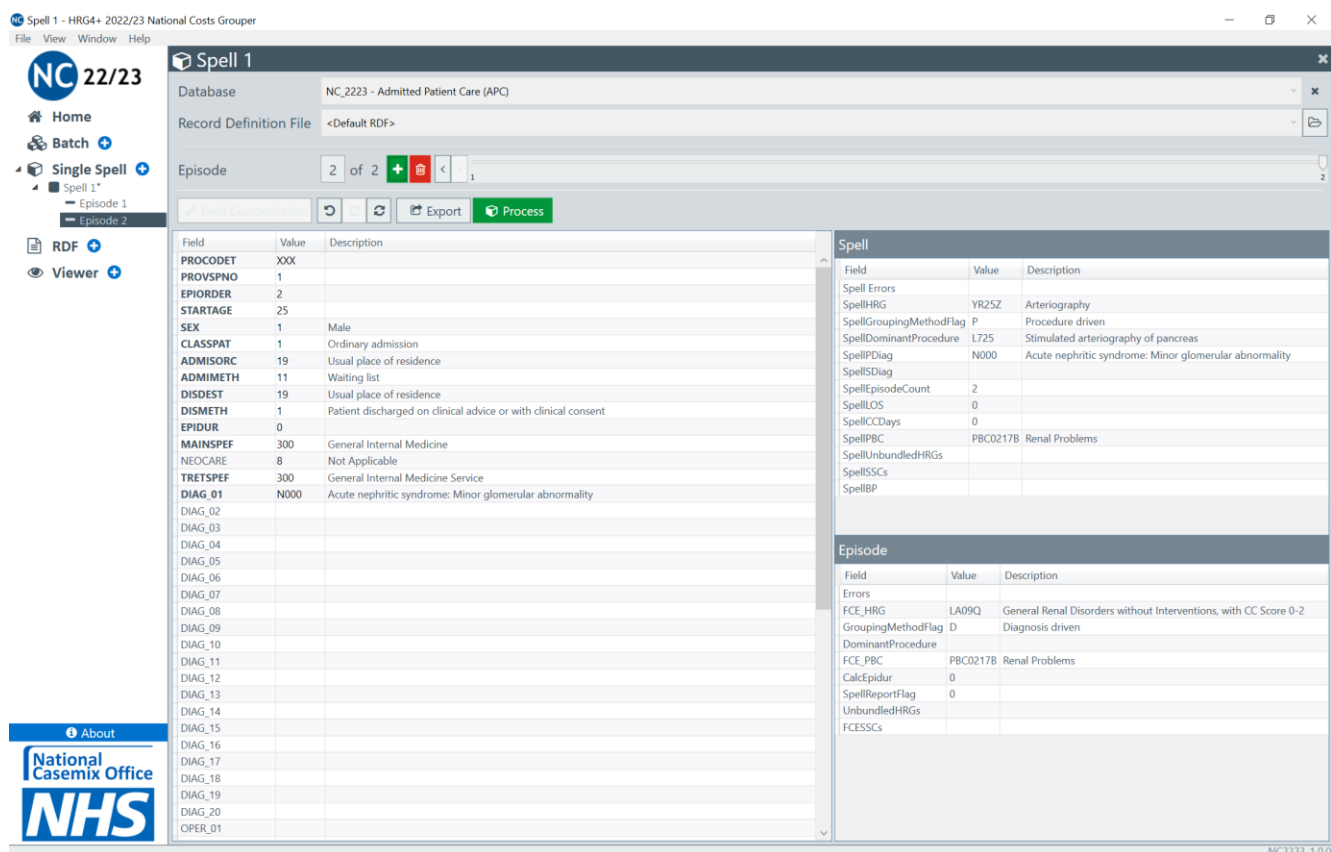 NC Spell 1 - HRG4+ 2022/23 National Costs Grouper
File View Window Help
NC 22/23
Home
Batch
Single Spell
Spell 1*
Episode 1
Episode 2
RDF
Viewer
About
National
Casemix Office
NHS
Spell 1
Database NC_2223 - Admitted Patient Care (APC)
Record Definition File <Default RDF>
Episode 2 of 2 + < 1 2
Field Customisation Export Process
Field Value Description
PROCODET XXX
PROVSPNO 1
EPIORDER 2
STARTAGE 25
SEX 1 Male
CLASSPAT 1 Ordinary admission
ADMISORC 19 Usual place of residence
ADMIMETH 11 Waiting list
DISDEST 19 Usual place of residence
DISMETH 1 Patient discharged on clinical advice or with clinical consent
EPIDUR 0
MAINSPEF 300 General Internal Medicine
NEOCARE 8 Not Applicable
TRETSPEF 300 General Internal Medicine Service
DIAG_01 N000 Acute nephritic syndrome: Minor glomerular abnormality
DIAG_02
DIAG_03
DIAG_04
DIAG_05
DIAG_06
DIAG_07
DIAG_08
DIAG_09
DIAG_10
DIAG_11
DIAG_12
DIAG_13
DIAG_14
DIAG_15
DIAG_16
DIAG_17
DIAG_18
DIAG_19
DIAG_20
OPER_01
Spell
Field Value Description
Spell Errors
SpellHRG YR25Z Arteriography
SpellGroupingMethodFlag P Procedure driven
SpellDominantProcedure L725 Stimulated arteriography of pancreas
SpellPDiag N000 Acute nephritic syndrome: Minor glomerular abnormality
SpellSDiag
SpellEpisodeCount 2
SpellLOS 0
SpellCCDays 0
SpellPBC PBC0217B Renal Problems
SpellUnbundledHRGs
SpellSSCs
SpellBP
Episode
Field Value Description
Errors
FCE_HRG LA09Q General Renal Disorders without Interventions, with CC Score 0-2
GroupingMethodFlag D Diagnosis driven
DominantProcedure
FCE_PBC PBC0217B Renal Problems
CalcEpidur 0
SpellReportFlag 0
UnbundledHRGs
FCESSCs
NC2223 1.0.0